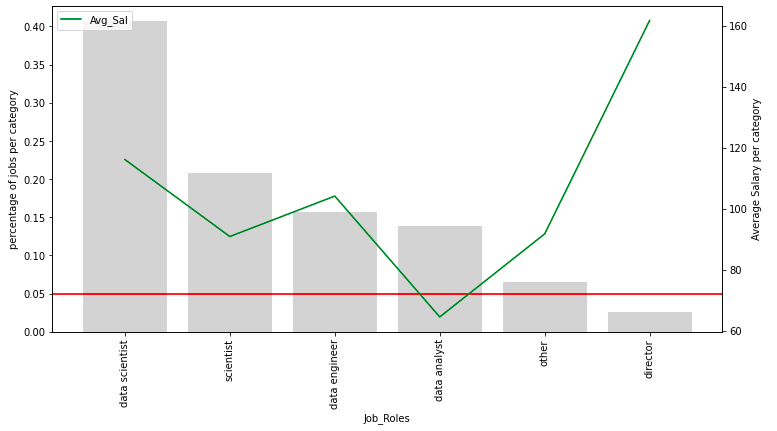 Avg_Sal
percentage of jobs per category
0.40
0.35
0.30
0.25
0.20
0.15
0.10
0.05
0.00
160
140
120
100
80
60
Average Salary per category
data scientist
scientist
data engineer
data analyst
other
director
Job_Roles